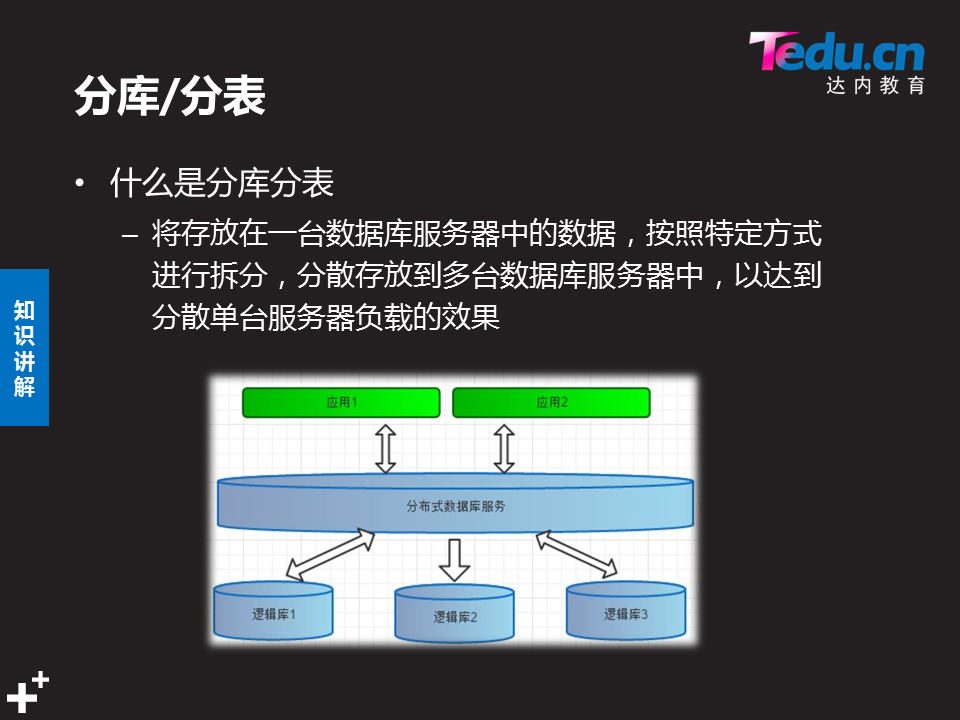 Tedu.cn
达内教育
分库/分表
• 什么是分库分表
– 将存放在一台数据库服务器中的数据，按照特定方式
进行拆分，分散存放到多台数据库服务器中，以达到
分散单台服务器负载的效果
知
识
讲
解
应用1
应用2
分布式数据库服务
逻辑库1
逻辑库2
逻辑库3